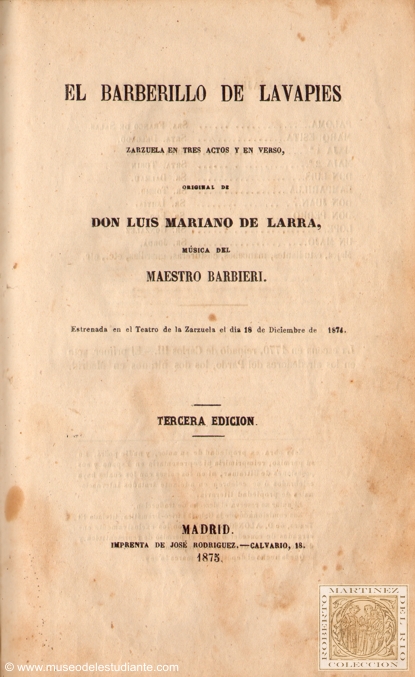 EL BARBERILLO DE LAVAPIES
ZARZUELA EN TRES ACTOS Y EN VERSO,
ORIGINAL DE
DON LUIS MARIANO DE LARRA,
MÚSICA DEL
MAESTRO BARBIERI.
Estrenada en el Teatro de la Zarzuela el dia 18 de Diciembre de 1874.
TERCERA EDICION.
MADRID.
IMPRENTA DE JOSÉ RODRIGUEZ.—CALVARIO, 18.
1875.
ROBERTO MARTINEZ DEL RIO
COLECCION
© www.museodelestudiante.com